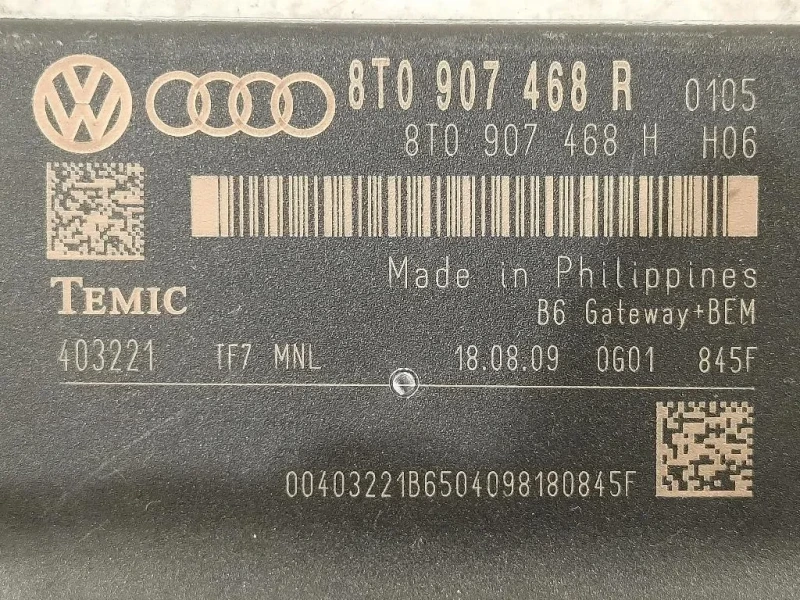 8T0 907 468 R 0105
8T0 907 468 H H06
TEMIC
Made in Philippines
B6 Gateway+BEM
403221 TF7 MNL 18.08.09 0G01 845F
00403221B6504098180845F